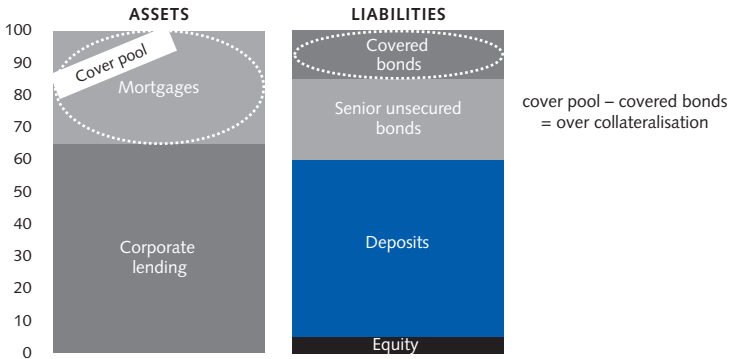 ASSETS
LIABILITIES
100
90
80
70
60
50
40
30
20
10
0
Cover pool
Mortgages
Corporate
lending
Covered
bonds
Senior unsecured
bonds
Deposits
Equity
cover pool – covered bonds
= over collateralisation